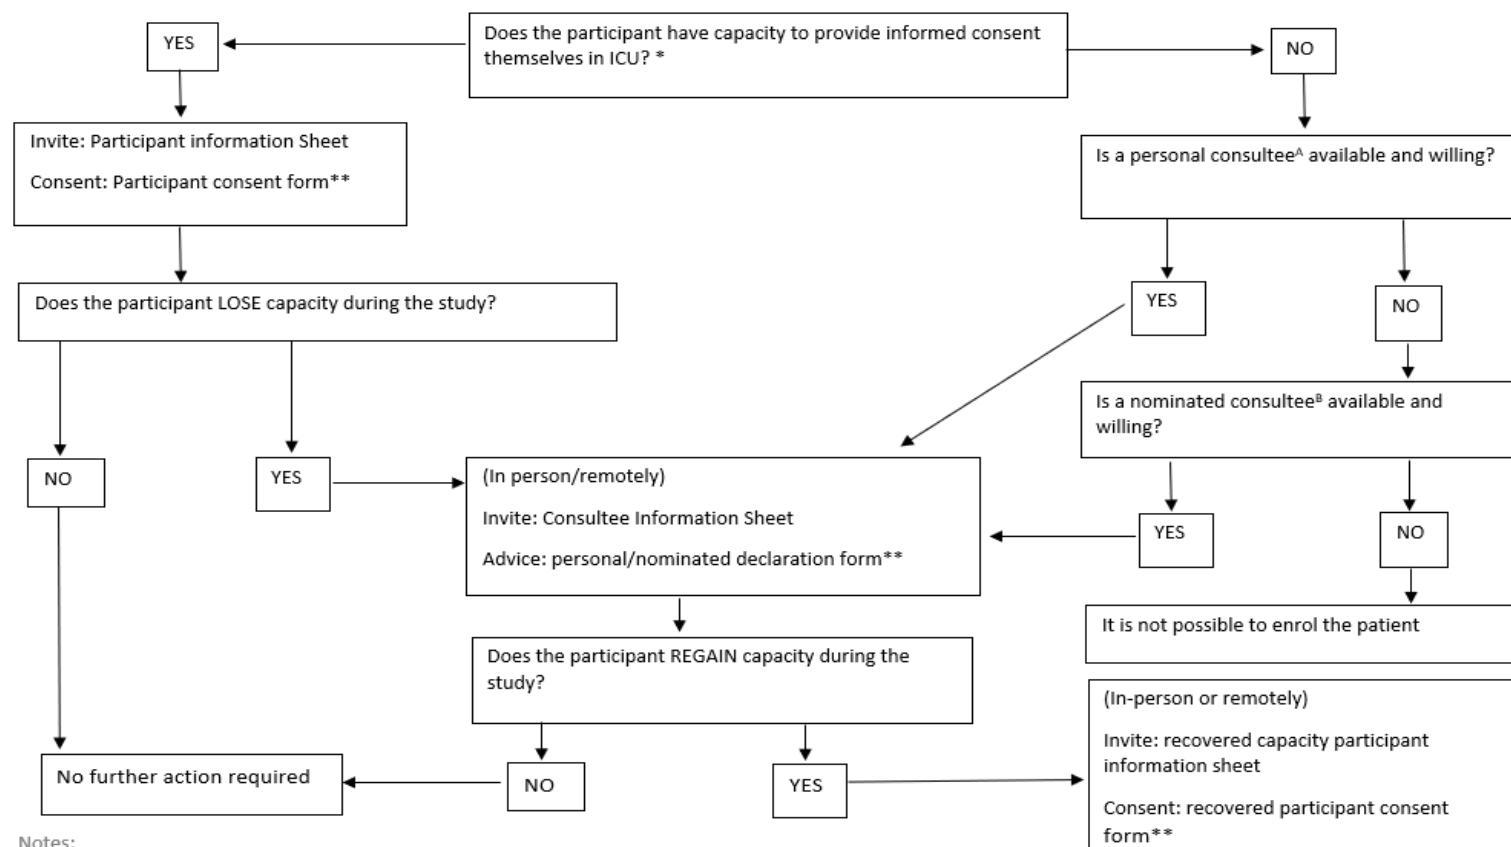 Does the participant have capacity to provide informed consent
themselves in ICU? *
YES
NO
Invite: Participant information Sheet
Consent: Participant consent form**
Is a personal consulteeᴬ available and willing?
Does the participant LOSE capacity during the study?
YES
NO
Is a nominated consulteeᴮ available and
willing?
NO
YES
(In person/remotely)
Invite: Consultee Information Sheet
Advice: personal/nominated declaration form**
YES
NO
It is not possible to enrol the patient
Does the participant REGAIN capacity during the
study?
(In-person or remotely)
Invite: recovered capacity participant
information sheet
Consent: recovered participant consent
form**
No further action required
NO
YES
Notes: